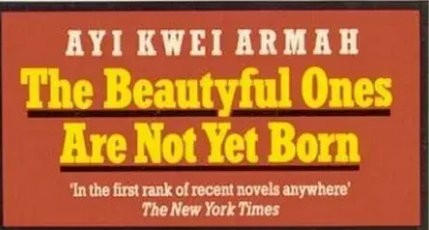 AYI KWEI ARMAH
The Beautyful Ones
Are Not Yet Born
'In the first rank of recent novels anywhere'
The New York Times